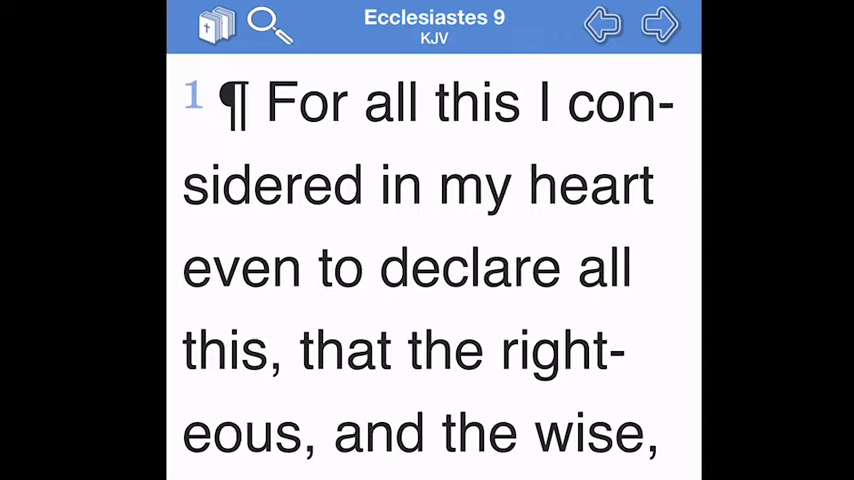 Ecclesiastes 9
KJV
1 ¶ For all this I con-
sidered in my heart
even to declare all
this, that the right-
eous, and the wise,